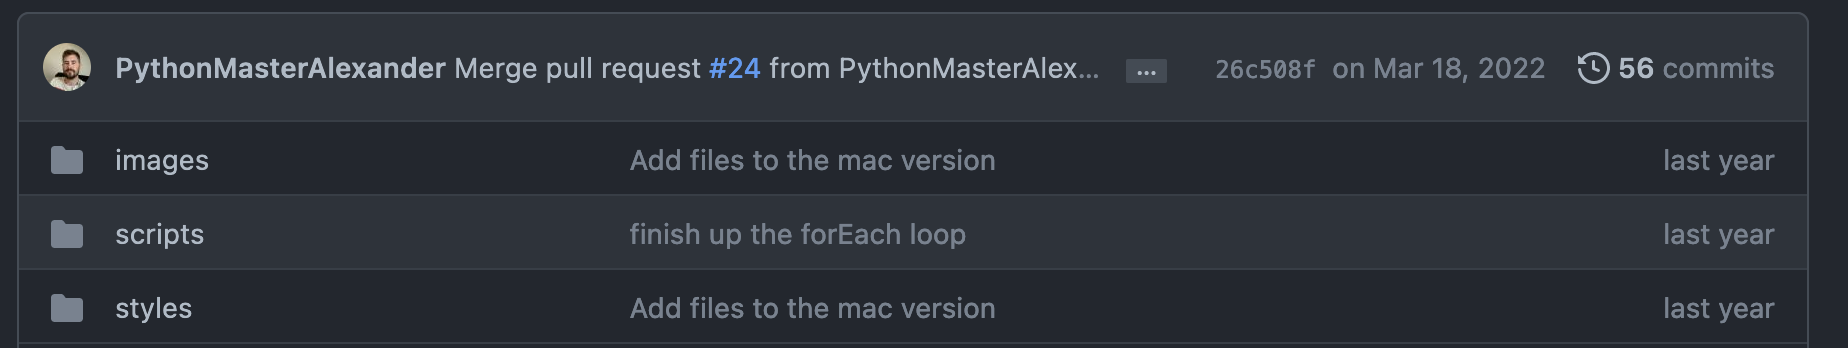 PythonMasterAlexander Merge pull request #24 from PythonMasterAlex... ... 26c508f on Mar 18, 2022 56 commits
images Add files to the mac version last year
scripts finish up the forEach loop last year
styles Add files to the mac version last year